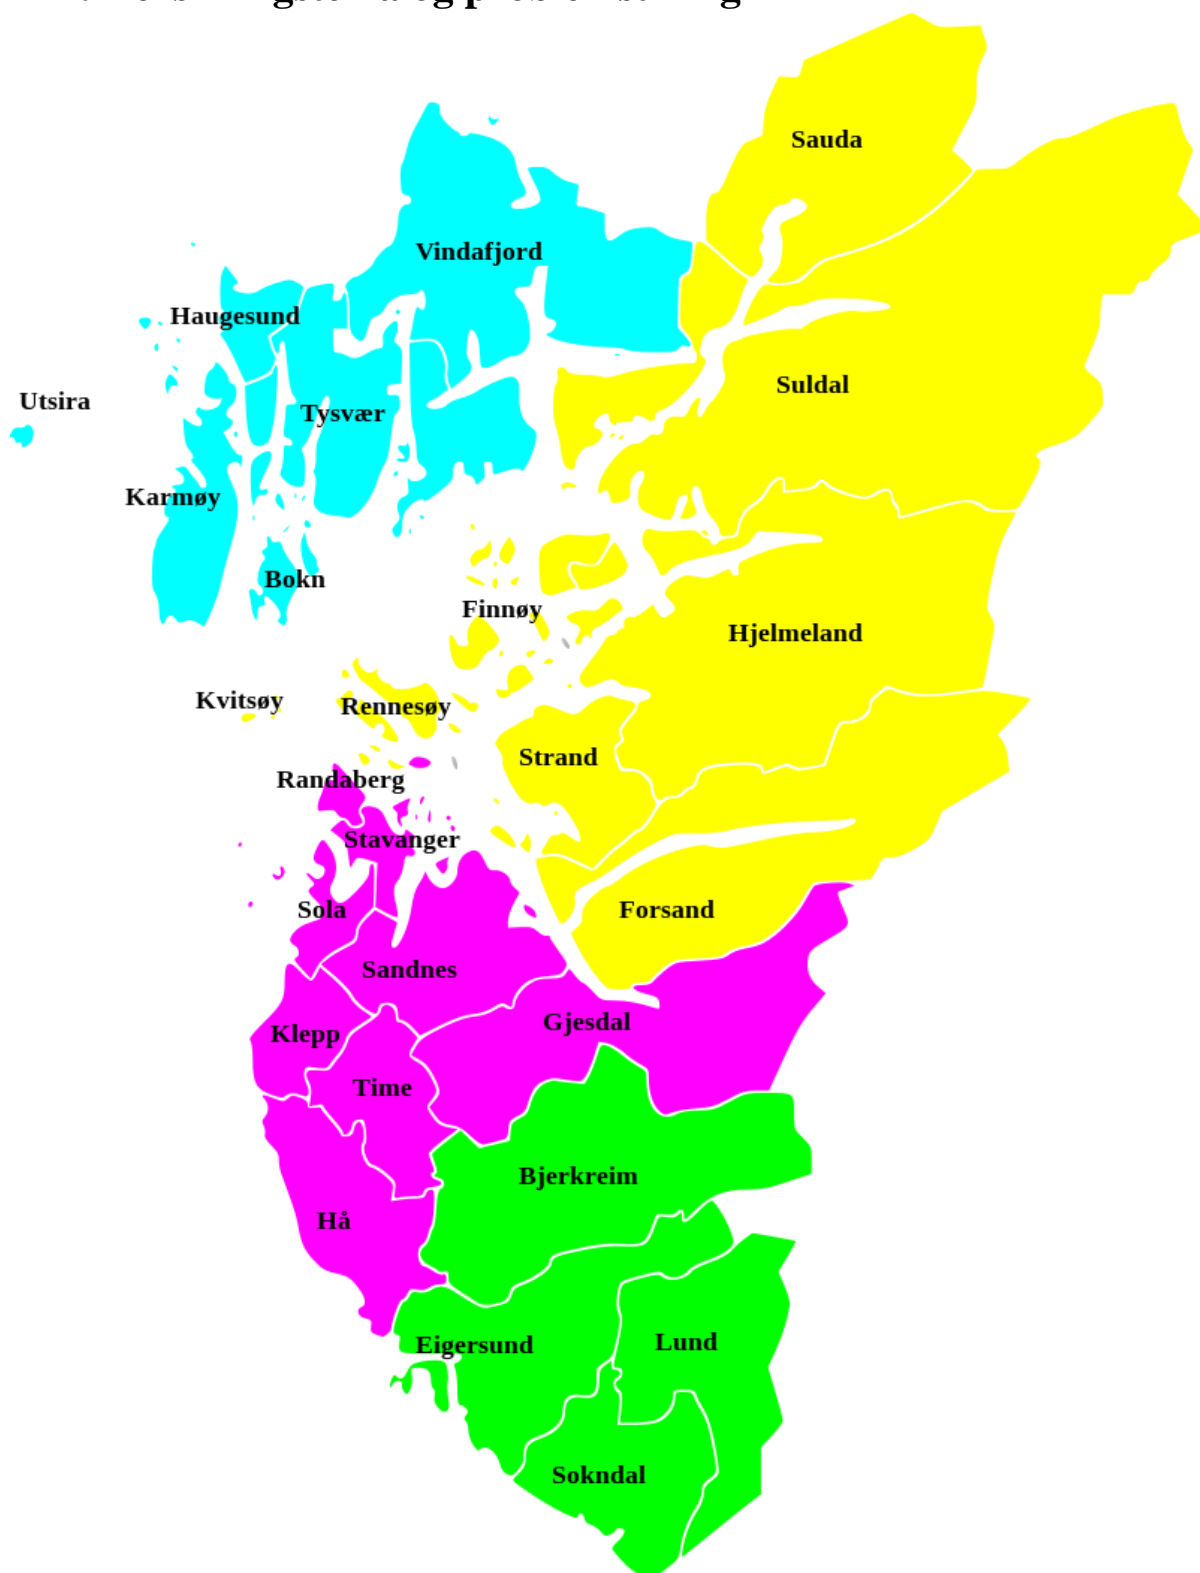 Sauda
Vindafjord
Haugesund
Suldal
Utsira
Tysvær
Karmøy
Bokn
Finnøy
Hjelmeland
Kvitsøy
Rennesøy
Strand
Randaberg
Stavanger
Sola
Forsand
Sandnes
Gjesdal
Klepp
Time
Bjerkreim
Hå
Lund
Eigersund
Sokndal